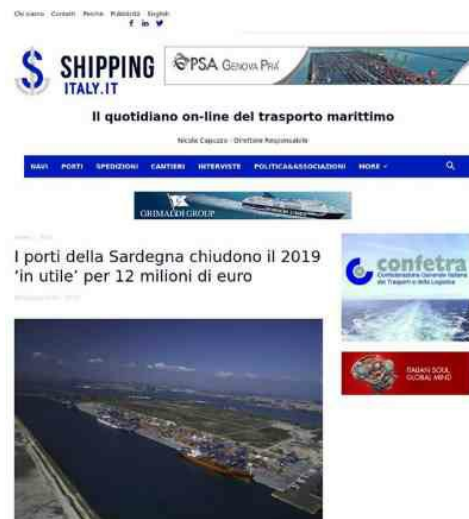 Chi siamo Contatti Perché Pubblicità English
SHIPPING
ITALY.IT
PSA GENOVA PRA'
Il quotidiano on-line del trasporto marittimo
Nicola Capuzzo - Direttore Responsabile
NAVI PORTI SPEDIZIONI CANTIERI INTERVISTE POLITICA&ASSOCIAZIONI MORE
GRIMALDI GROUP
I porti della Sardegna chiudono il 2019
'in utile' per 12 milioni di euro
confetra
Confederazione Generale Italiana
dei Trasporti e della Logistica
ITALIAN SOUL
GLOBAL MIND